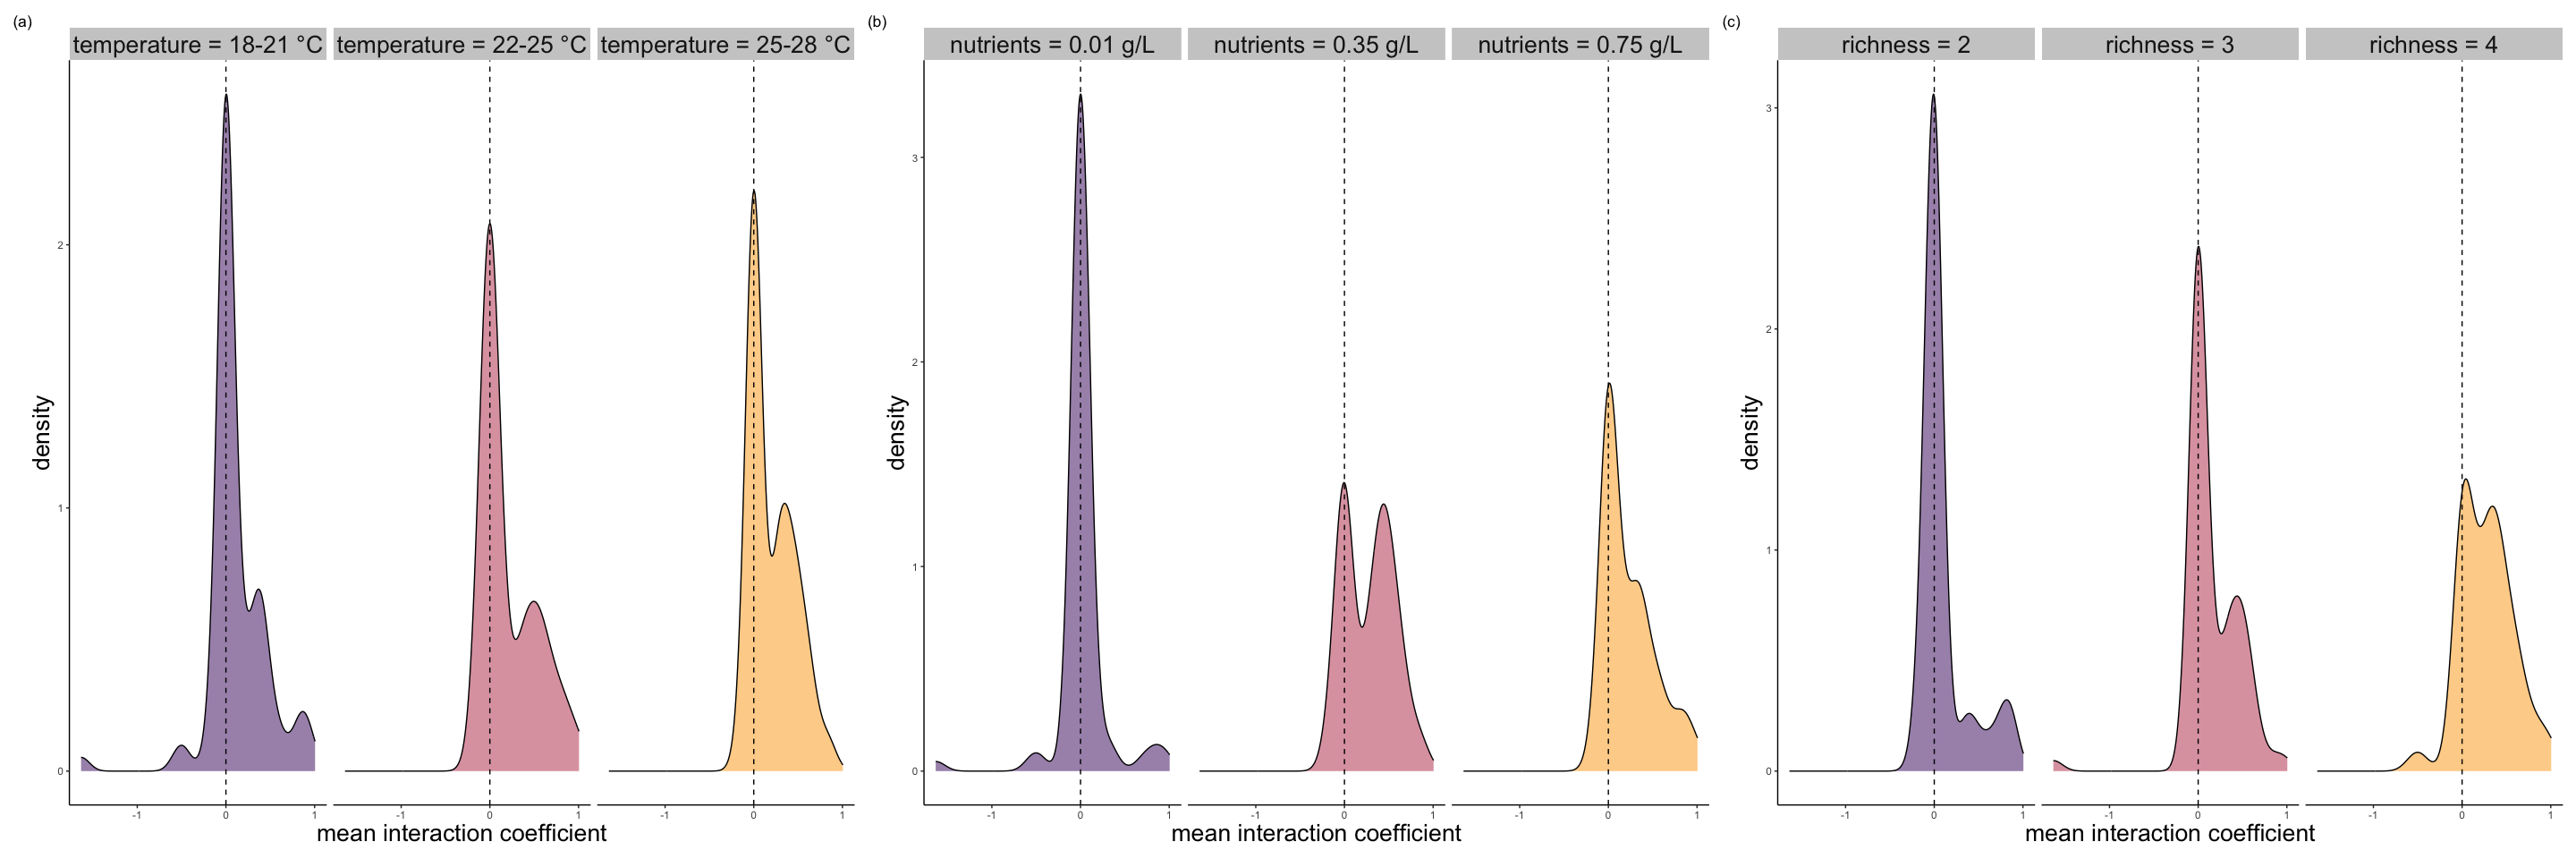 (a)
temperature = 18-21 °C
temperature = 22-25 °C
temperature = 25-28 °C
density
2
1
0
-1 0 1
-1 0 1
-1 0 1
mean interaction coefficient
(b)
nutrients = 0.01 g/L
nutrients = 0.35 g/L
nutrients = 0.75 g/L
density
3
2
1
0
-1 0 1
-1 0 1
-1 0 1
mean interaction coefficient
(c)
richness = 2
richness = 3
richness = 4
density
3
2
1
0
-1 0 1
-1 0 1
-1 0 1
mean interaction coefficient